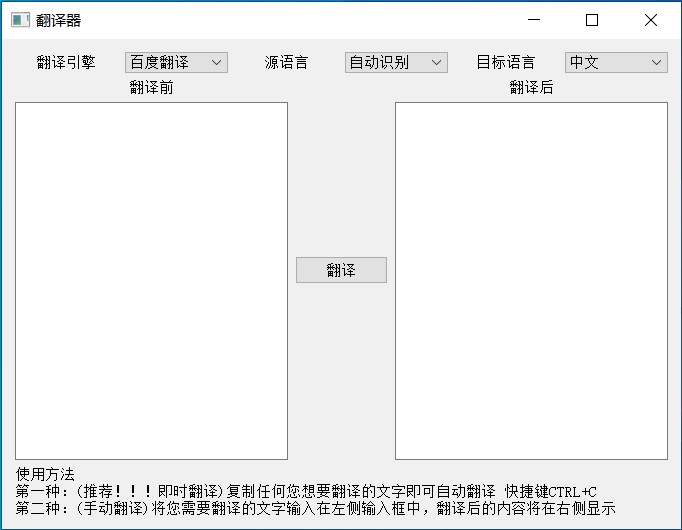 翻译器
翻译引擎 百度翻译 源语言 自动识别 目标语言 中文
翻译前 翻译后
翻译
使用方法
第一种：(推荐！！！即时翻译)复制任何您想要翻译的文字即可自动翻译 快捷键CTRL+C
第二种：(手动翻译)将您需要翻译的文字输入在左侧输入框中，翻译后的内容将在右侧显示